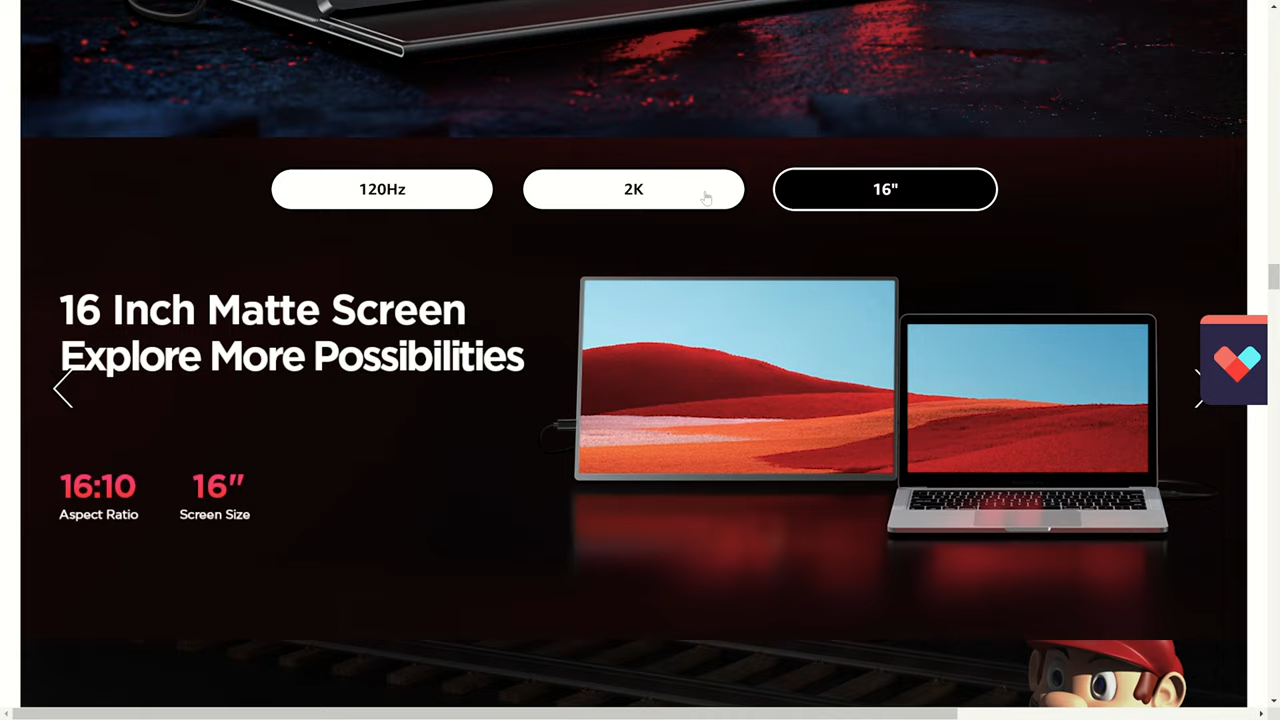 120Hz
2K
16"
16 Inch Matte Screen
Explore More Possibilities
16:10
16"
Aspect Ratio
Screen Size